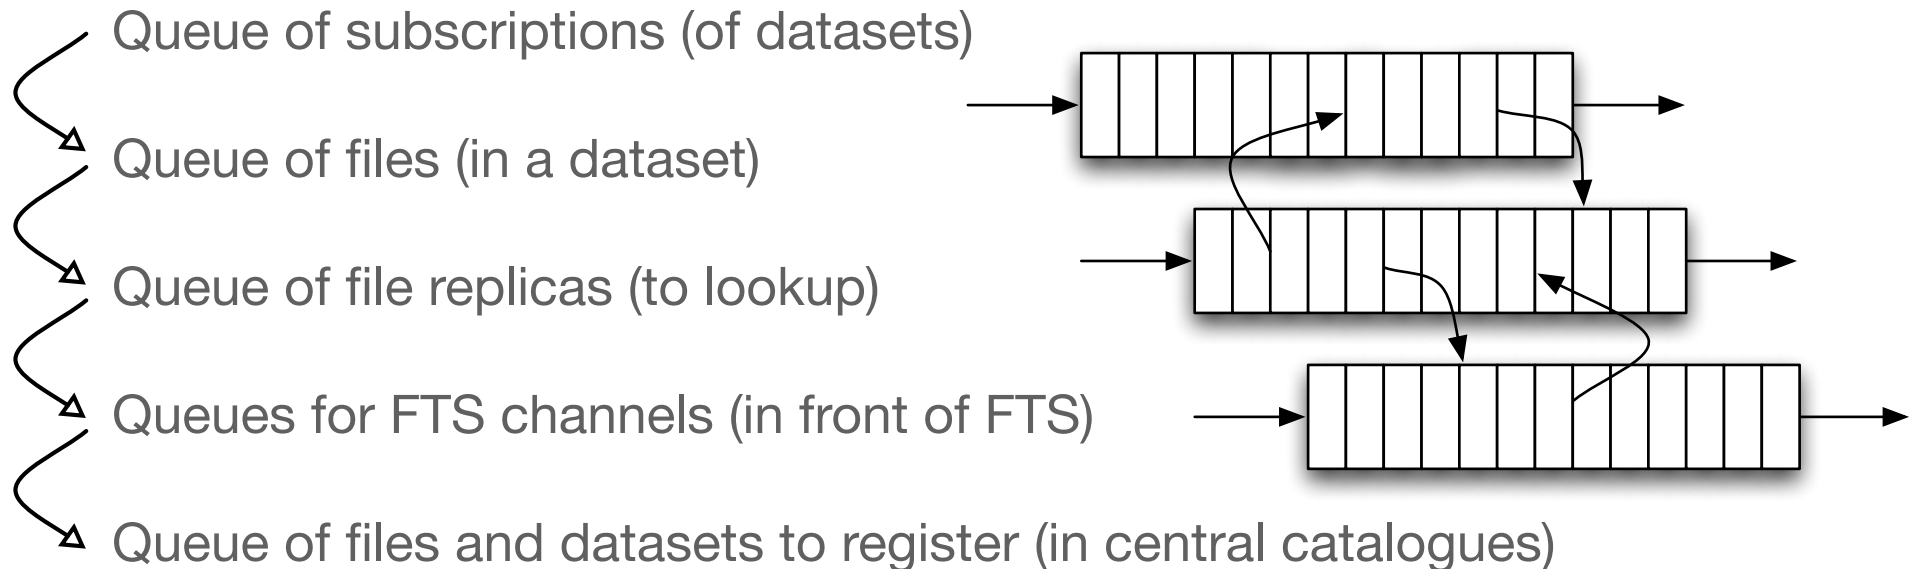 Queue of subscriptions (of datasets)
Queue of files (in a dataset)
Queue of file replicas (to lookup)
Queues for FTS channels (in front of FTS)
Queue of files and datasets to register (in central catalogues)